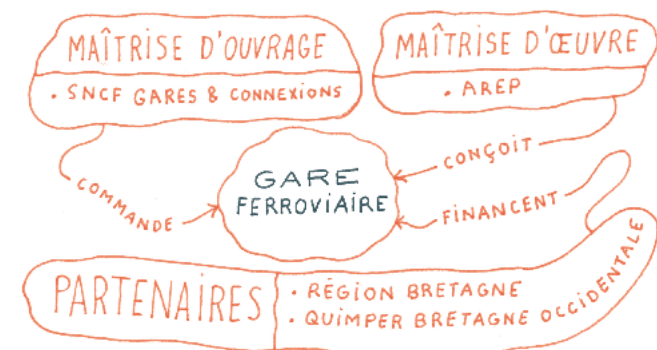 MAÎTRISE D'OUVRAGE
• SNCF GARES & CONNEXIONS
MAÎTRISE D'ŒUVRE
• AREP
COMMANDE
GARE
FERROVIAIRE
CONÇOIT
FINANCENT
PARTENAIRES
• RÉGION BRETAGNE
• QUIMPER BRETAGNE OCCIDENTALE